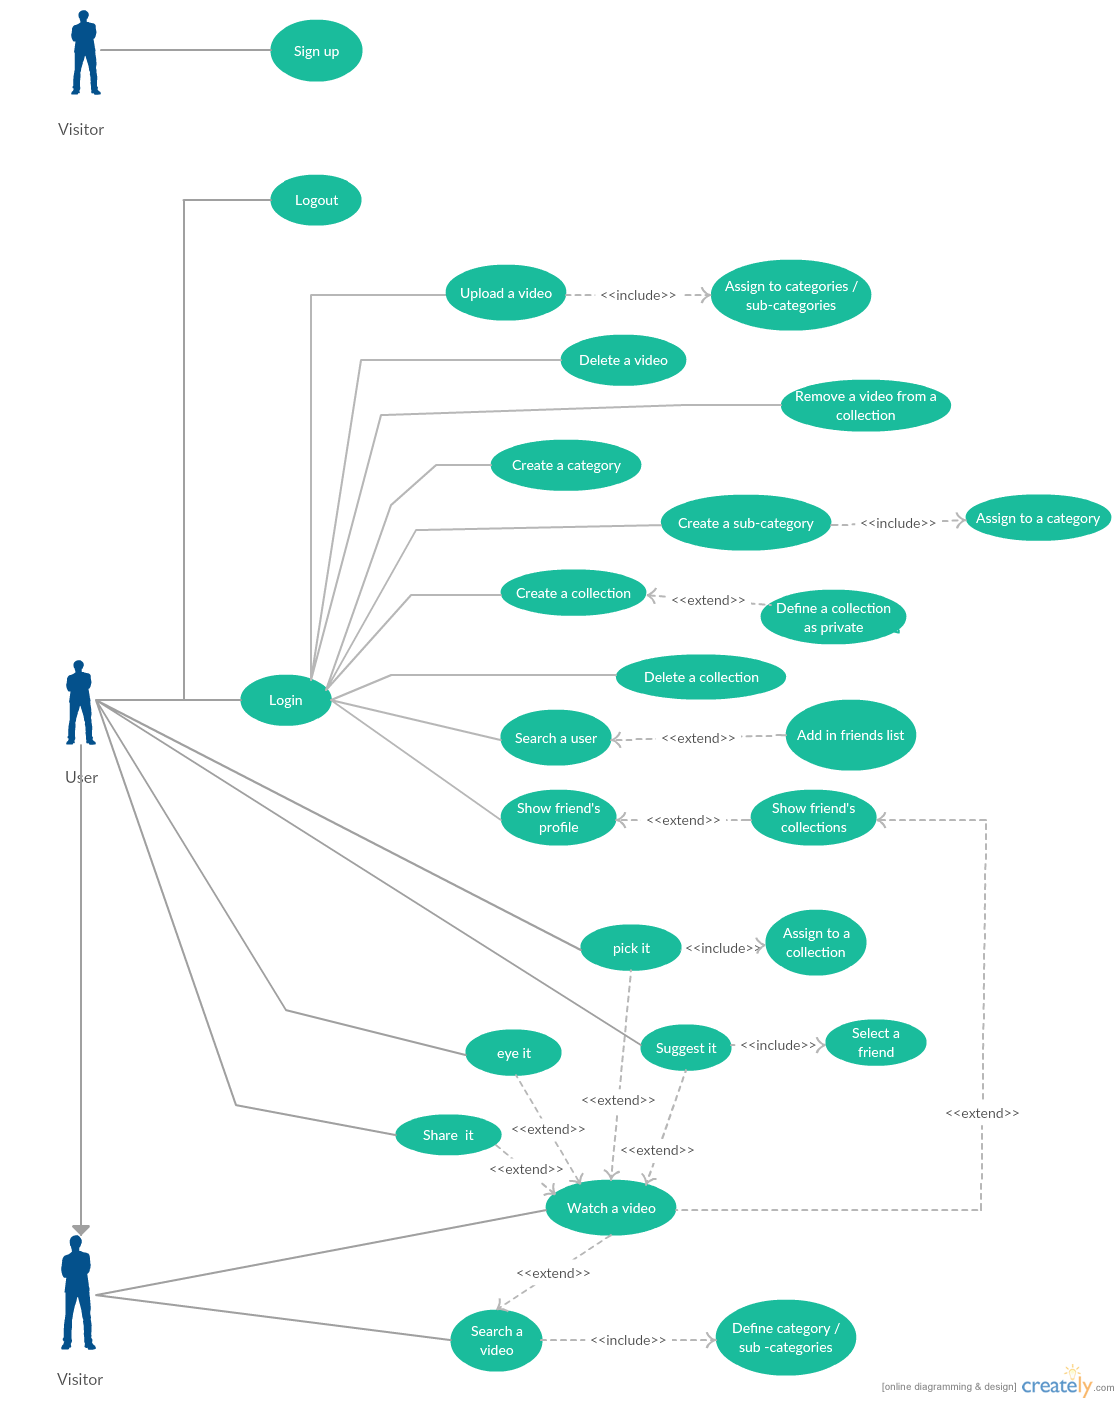 Sign up
Visitor
Logout
Upload a video
<<include>>
Assign to categories /
sub-categories
Delete a video
Remove a video from a
collection
Create a category
Create a sub-category
<<include>>
Assign to a category
Create a collection
<<extend>>
Define a collection
as private
Delete a collection
Login
User
Search a user
<<extend>>
Add in friends list
Show friend's
profile
<<extend>>
Show friend's
collections
pick it
<<include>>
Assign to a
collection
eye it
Suggest it
<<include>>
Select a
friend
<<extend>>
<<extend>>
Share it
<<extend>>
<<extend>>
<<extend>>
Watch a video
<<extend>>
Search a
video
<<include>>
Define category /
sub -categories
Visitor
[online diagramming & design] creately.com